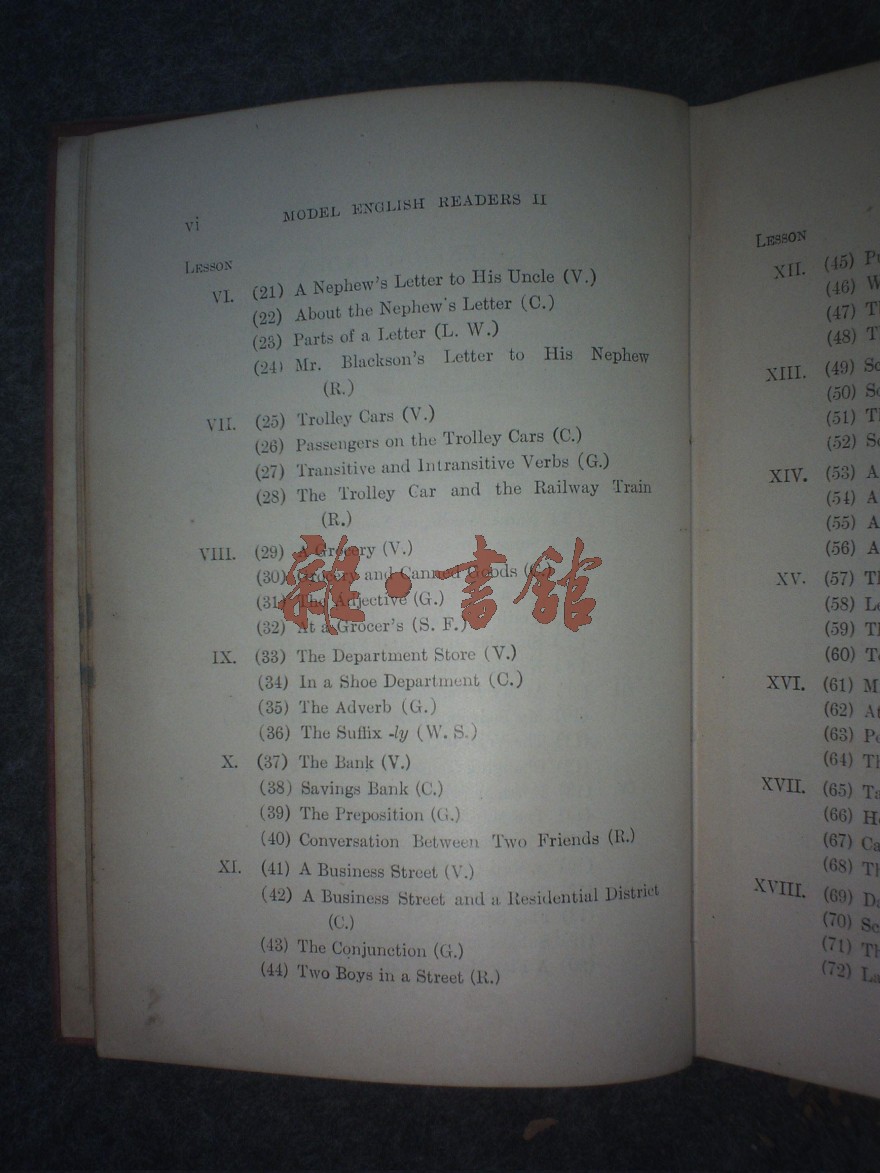 vi MODEL ENGLISH READERS II
LESSON
VI. (21) A Nephew's Letter to His Uncle (V.)
(22) About the Nephew's Letter (C.)
(23) Parts of a Letter (L. W.)
(24) Mr. Blackson's Letter to His Nephew
(R.)
VII. (25) Trolley Cars (V.)
(26) Passengers on the Trolley Cars (C.)
(27) Transitive and Intransitive Verbs (G.)
(28) The Trolley Car and the Railway Train
(R.)
VIII. (29) A Grocery (V.)
(30) Grocery and Canned Goods (C.)
(31) The Adjective (G.)
(32) At a Grocer's (S. F.)
雜·書館
IX. (33) The Department Store (V.)
(34) In a Shoe Department (C.)
(35) The Adverb (G.)
(36) The Suffix -ly (W. S.)
X. (37) The Bank (V.)
(38) Savings Bank (C.)
(39) The Preposition (G.)
(40) Conversation Between Two Friends (R.)
XI. (41) A Business Street (V.)
(42) A Business Street and a Residential District
(C.)
(43) The Conjunction (G.)
(44) Two Boys in a Street (R.)
LESSON
XII. (45)
(46)
(47)
(48)
XIII. (49)
(50)
(51)
(52)
XIV. (53) A
(54) A
(55) A
(56) A
XV. (57)
(58)
(59)
(60)
XVI. (61)
(62)
(63)
(64)
XVII. (65)
(66)
(67)
(68)
XVIII. (69)
(70)
(71)
(72)